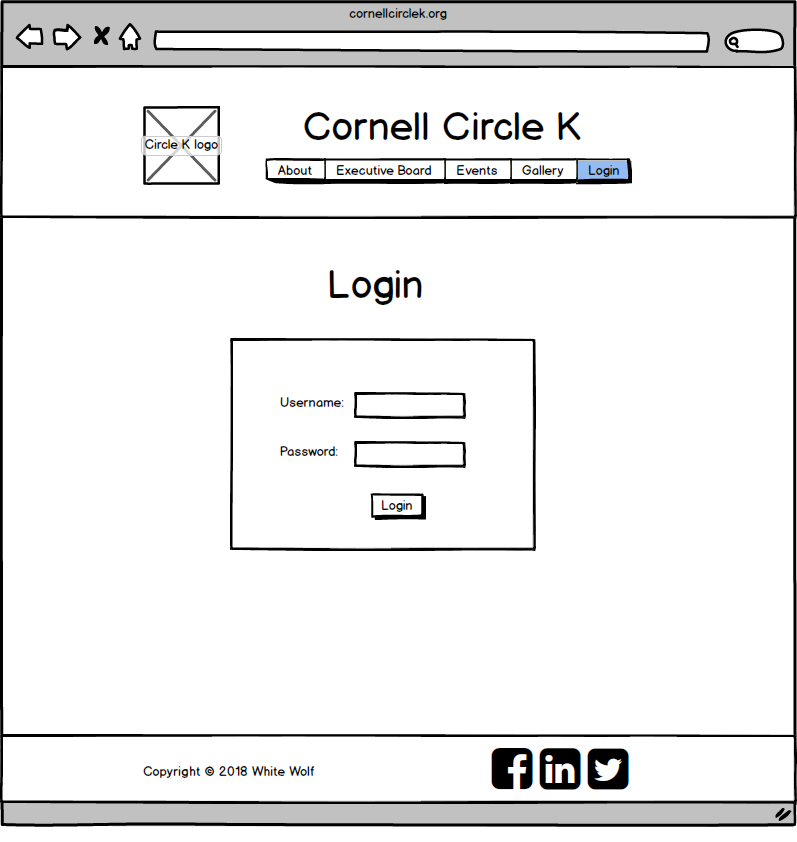 cornellcirclek.org
Cornell Circle K
Circle K logo
About Executive Board Events Gallery Login
Login
Username:
Password:
Login
Copyright © 2018 White Wolf
f in